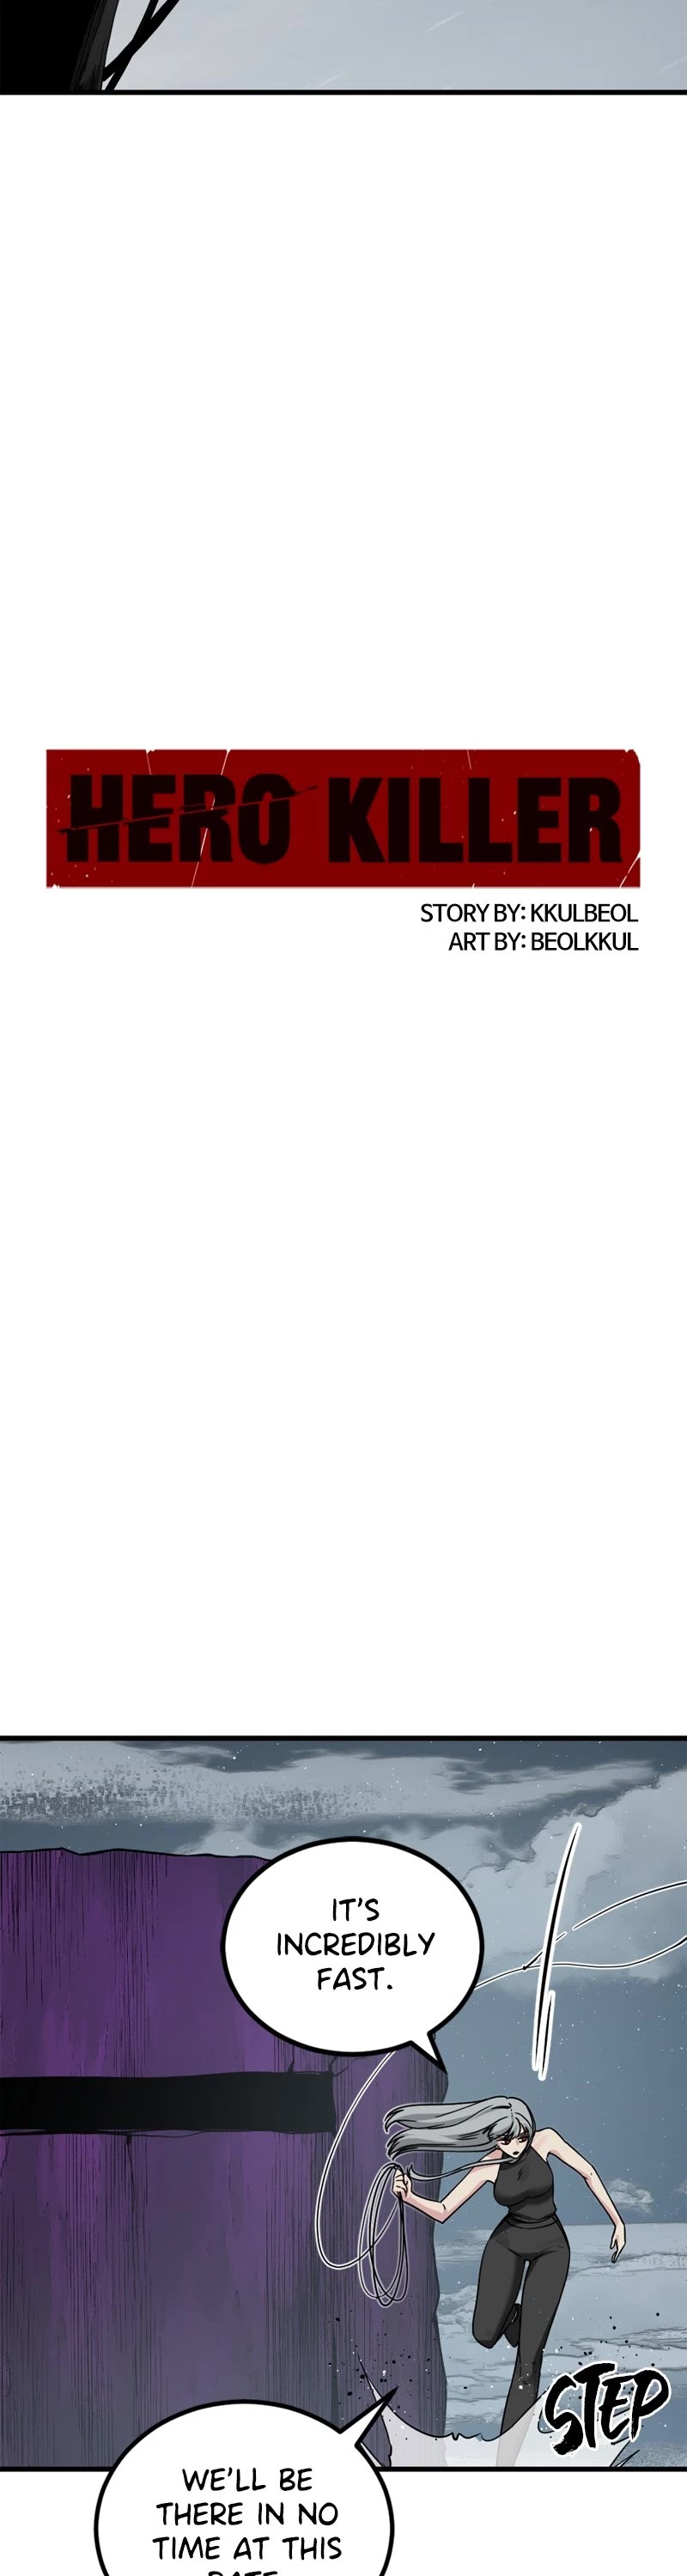 HERO KILLER
STORY BY: KKULBEOL
ART BY: BEOLKKUL
IT'S
INCREDIBLY
FAST.
STEP
WE'LL BE
THERE IN NO
TIME AT THIS